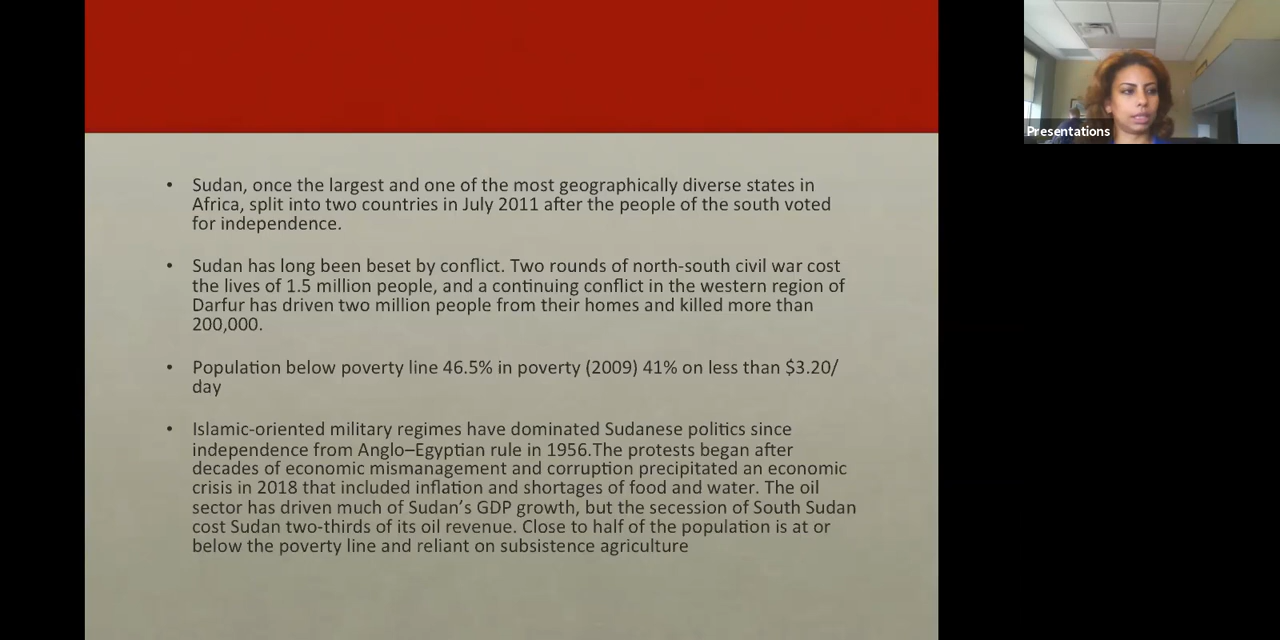 Sudan, once the largest and one of the most geographically diverse states in
Africa, split into two countries in July 2011 after the people of the south voted
for independence.
Sudan has long been beset by conflict. Two rounds of north-south civil war cost
the lives of 1.5 million people, and a continuing conflict in the western region of
Darfur has driven two million people from their homes and killed more than
200,000.
Population below poverty line 46.5% in poverty (2009) 41% on less than $3.20/
day
Islamic-oriented military regimes have dominated Sudanese politics since
independence from Anglo–Egyptian rule in 1956.The protests began after
decades of economic mismanagement and corruption precipitated an economic
crisis in 2018 that included inflation and shortages of food and water. The oil
sector has driven much of Sudan’s GDP growth, but the secession of South Sudan
cost Sudan two-thirds of its oil revenue. Close to half of the population is at or
below the poverty line and reliant on subsistence agriculture
Presentations